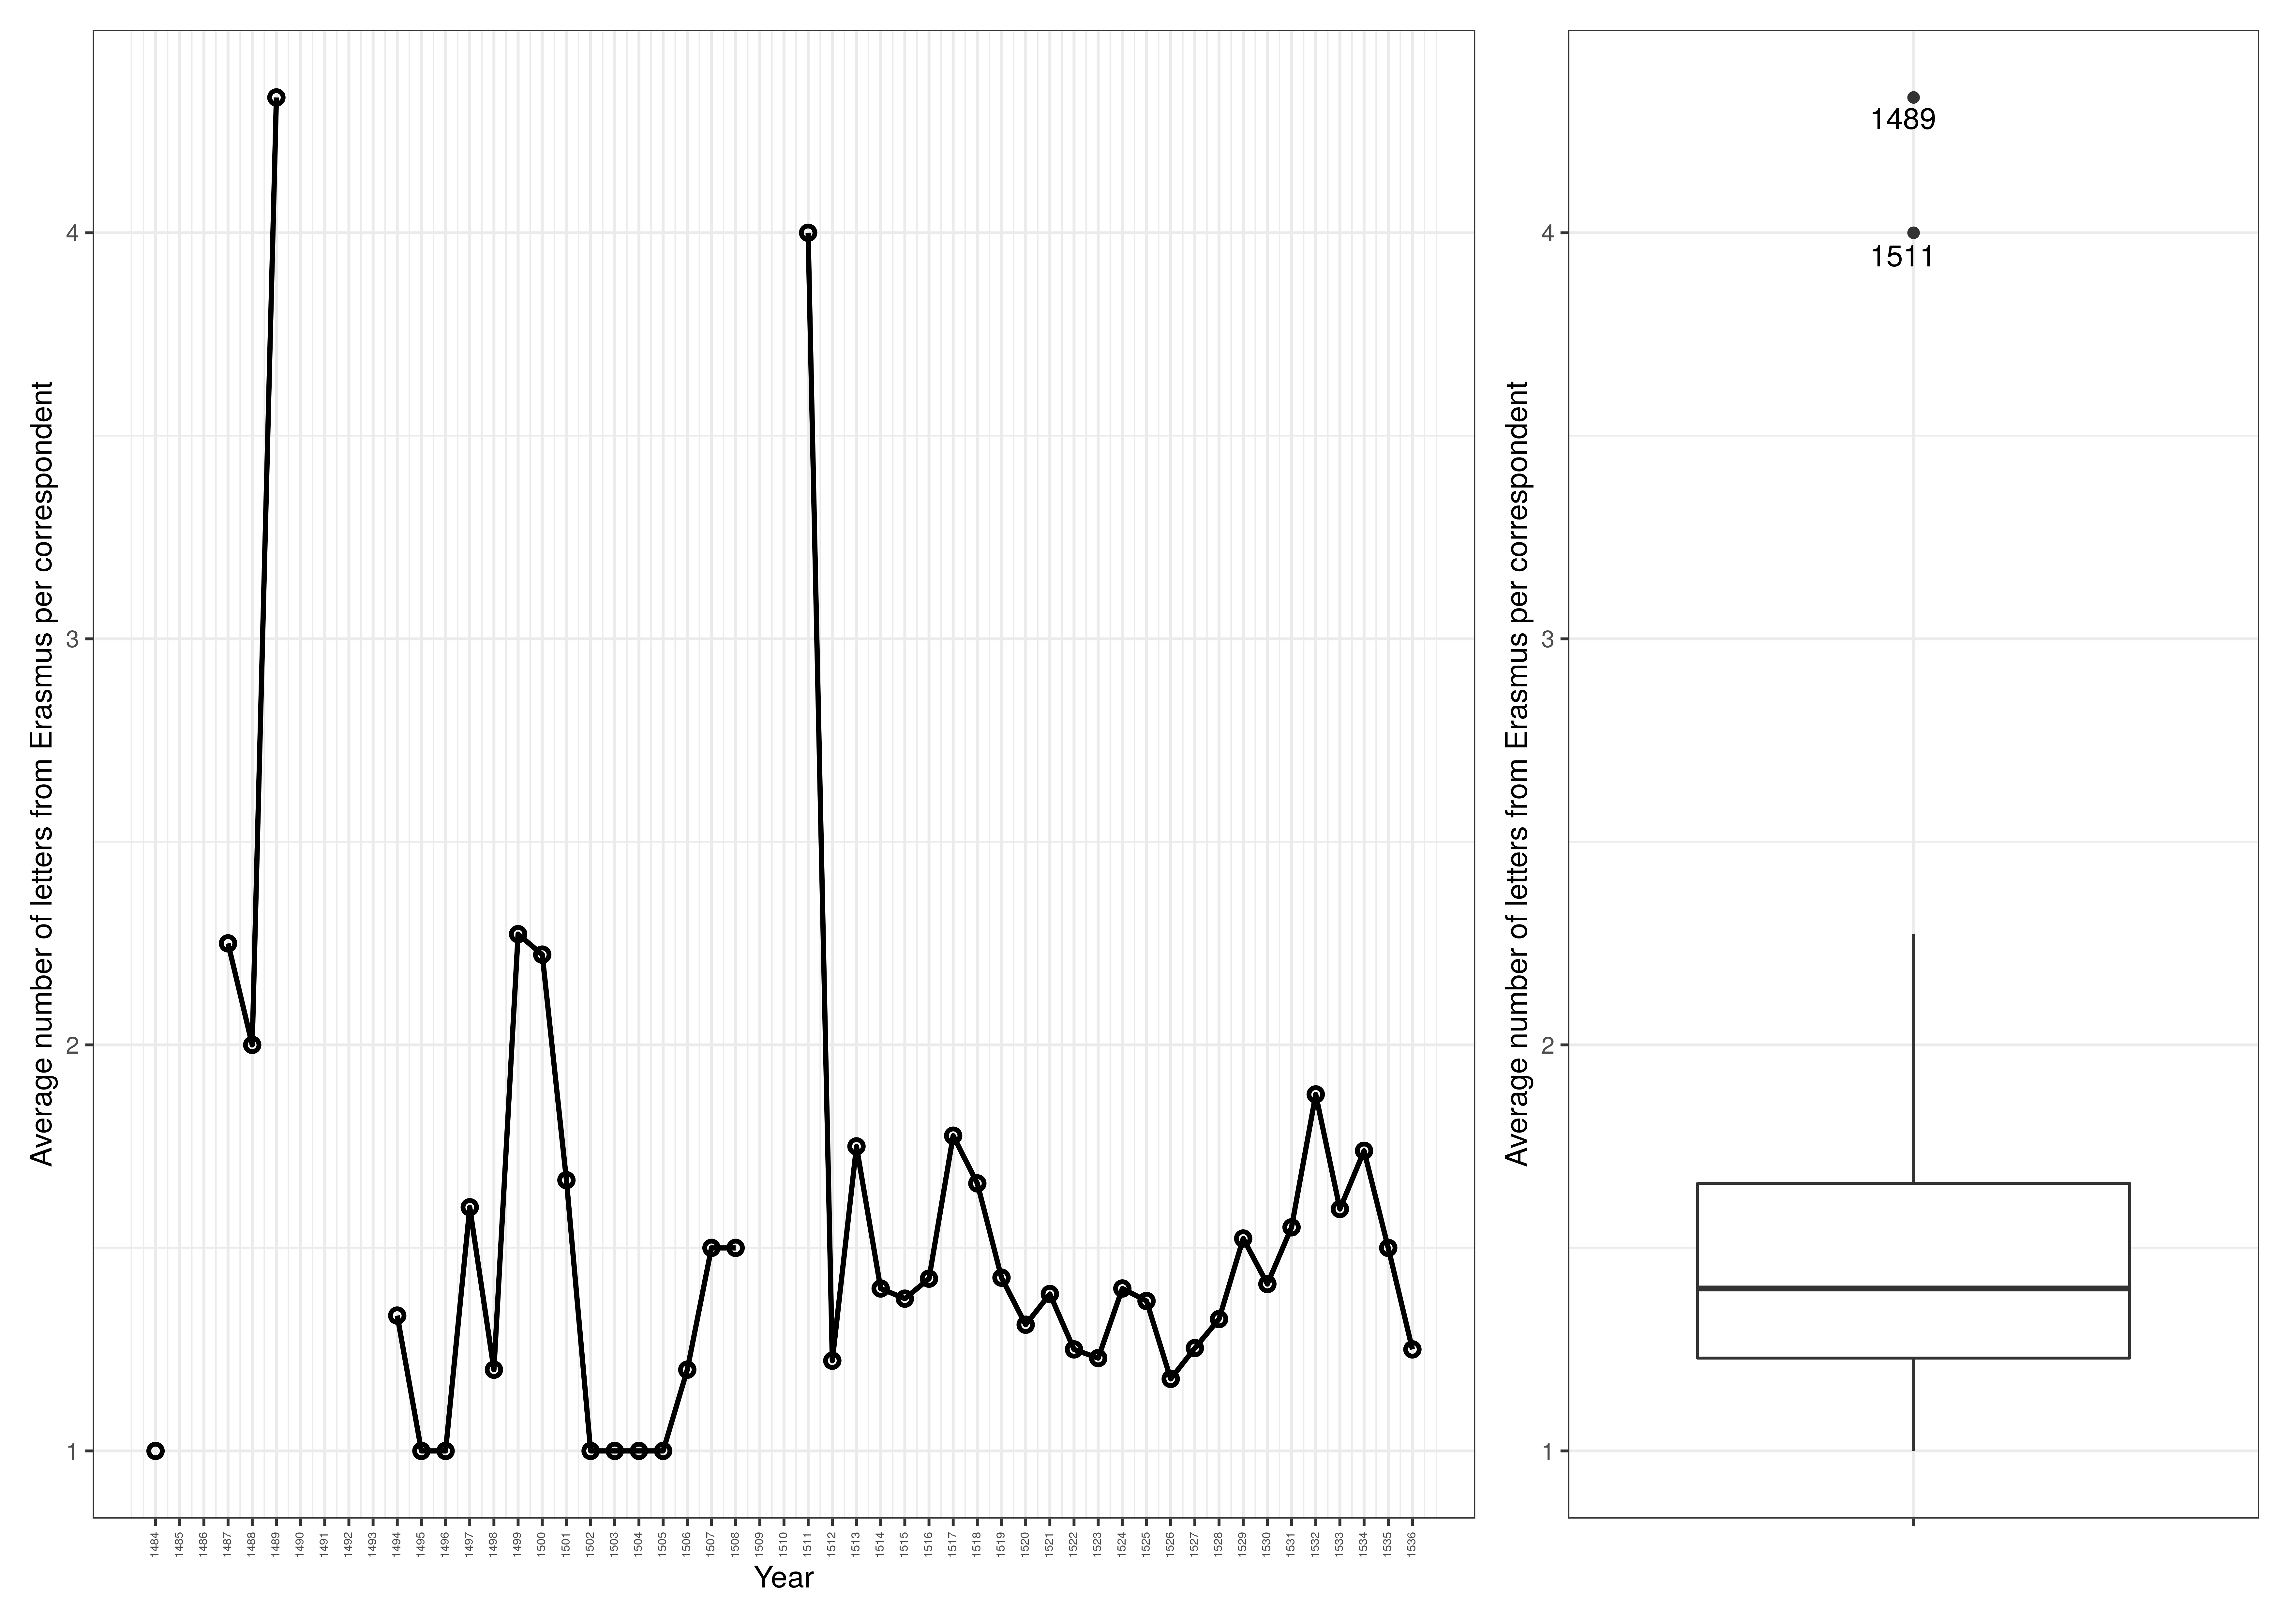 Average number of letters from Erasmus per correspondent
4
3
2
1
1484 1485 1486 1487 1488 1489 1490 1491 1492 1493 1494 1495 1496 1497 1498 1499 1500 1501 1502 1503 1504 1505 1506 1507 1508 1509 1510 1511 1512 1513 1514 1515 1516 1517 1518 1519 1520 1521 1522 1523 1524 1525 1526 1527 1528 1529 1530 1531 1532 1533 1534 1535 1536
Year
Average number of letters from Erasmus per correspondent
4
3
2
1
1489
1511